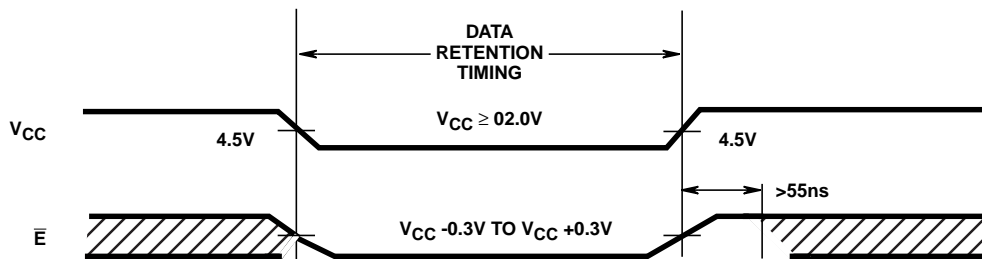 DATA
RETENTION
TIMING
VCC
4.5V
VCC ≥ 02.0V
4.5V
>55ns
E̅
VCC -0.3V TO VCC +0.3V